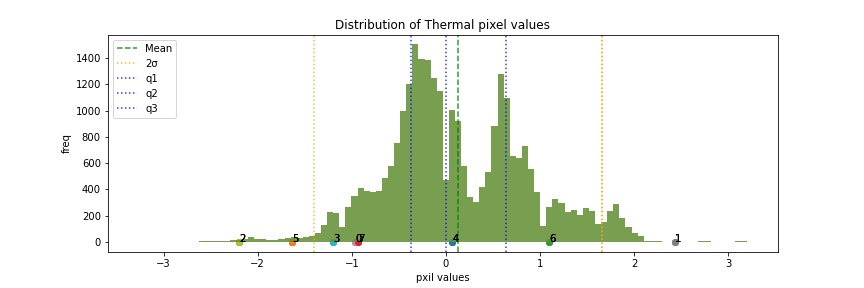 Distribution of Thermal pixel values
Mean
2σ
q1
q2
q3
freq
1400
1200
1000
800
600
400
200
0
2 5 3 0 7 4 6 1
−3 −2 −1 0 1 2 3
pxil values